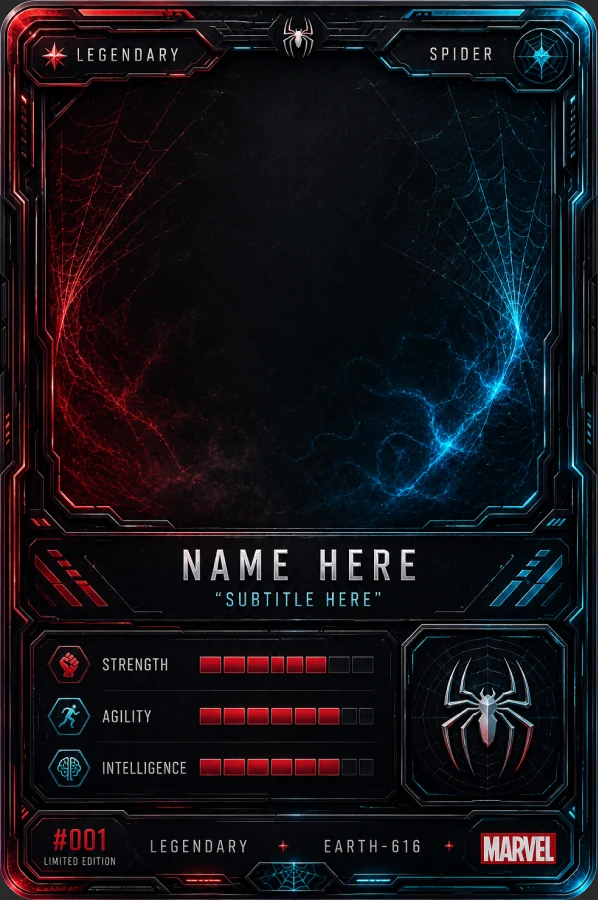 LEGENDARY
SPIDER
NAME HERE
“SUBTITLE HERE”
STRENGTH
AGILITY
INTELLIGENCE
#001
LIMITED EDITION
LEGENDARY
EARTH-616
MARVEL